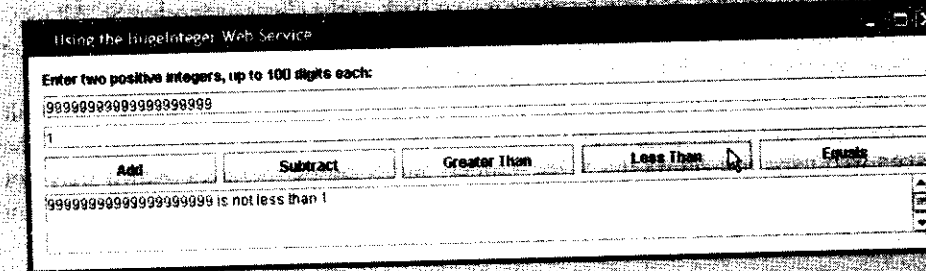 Using the HugeInteger Web Service
Enter two positive integers, up to 100 digits each:
99999999999999999999
1
Add Subtract Greater Than Less Than Equals
99999999999999999999 is not less than 1